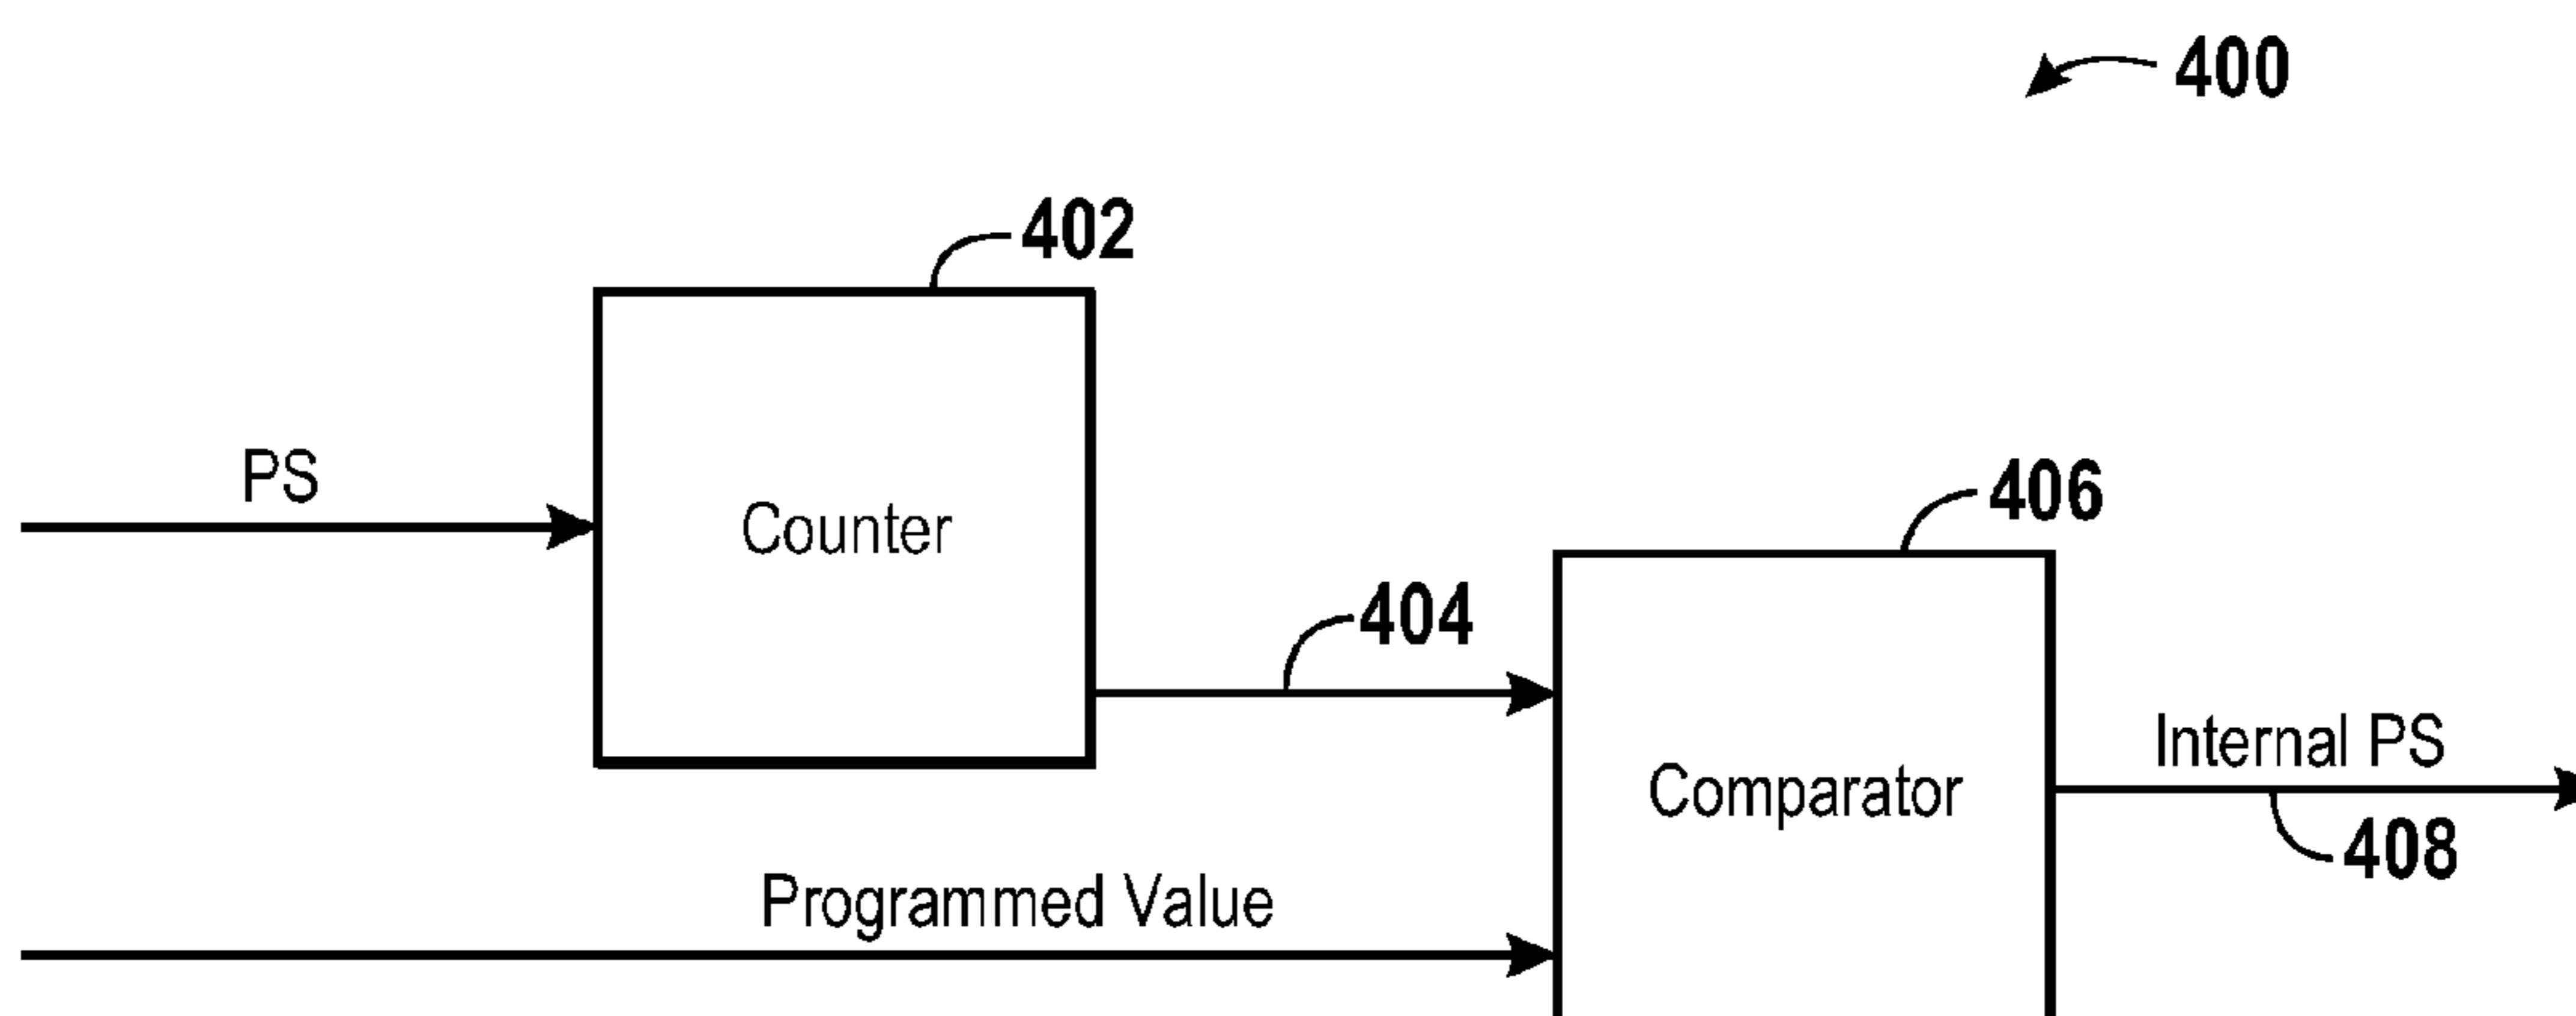 400
402
PS
Counter
406
404
Internal PS
Comparator
408
Programmed Value